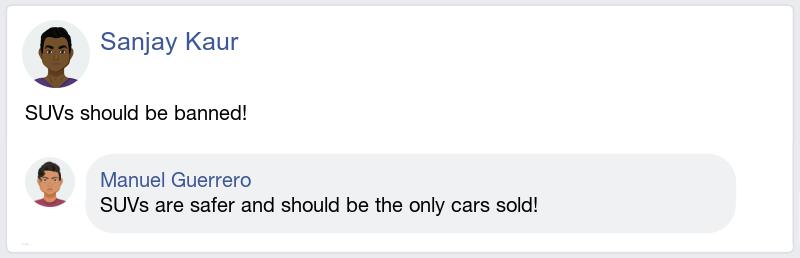 Sanjay Kaur
SUVs should be banned!
Manuel Guerrero
SUVs are safer and should be the only cars sold!